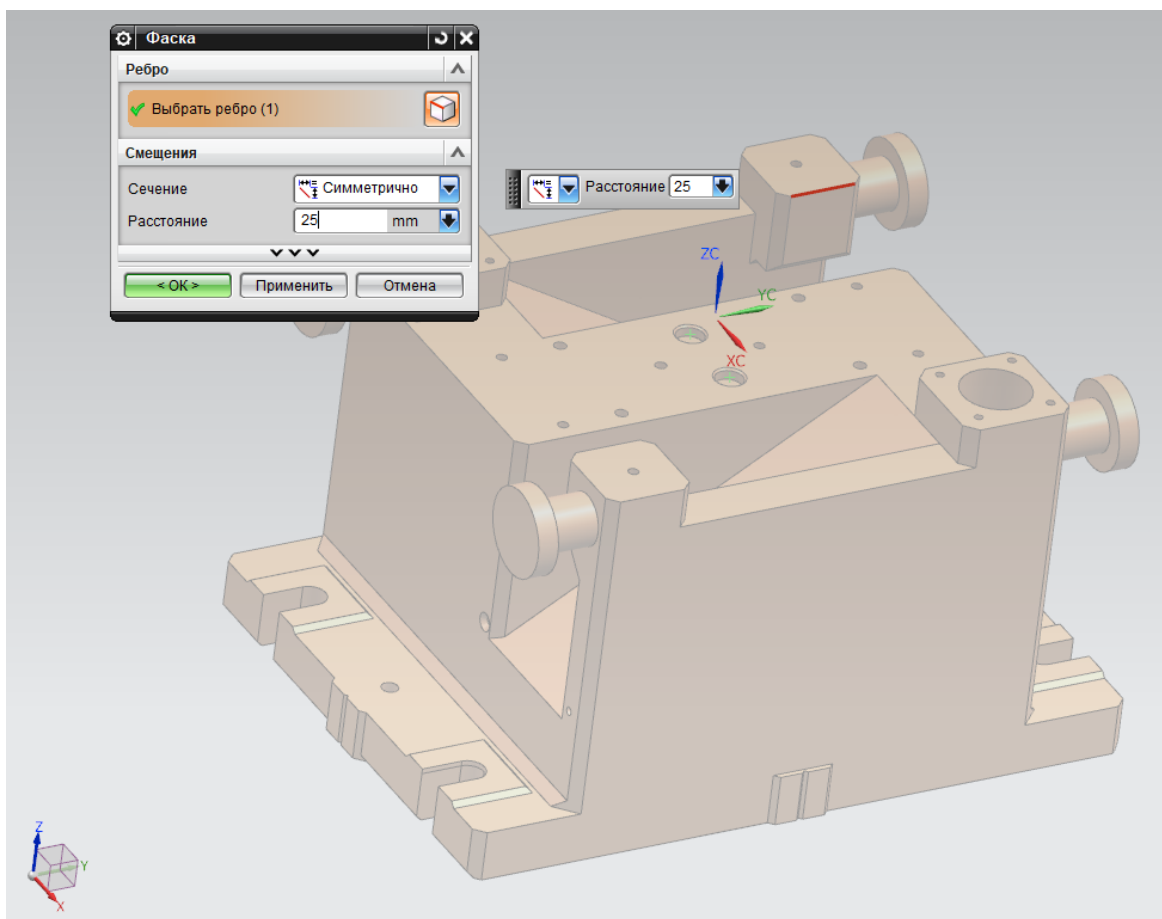 Фаска
Ребро
Выбрать ребро (1)
Смещения
Сечение Симметрично
Расстояние 25 mm
< OK > Применить Отмена
Расстояние 25
ZC
YC
XC
Z
Y
X